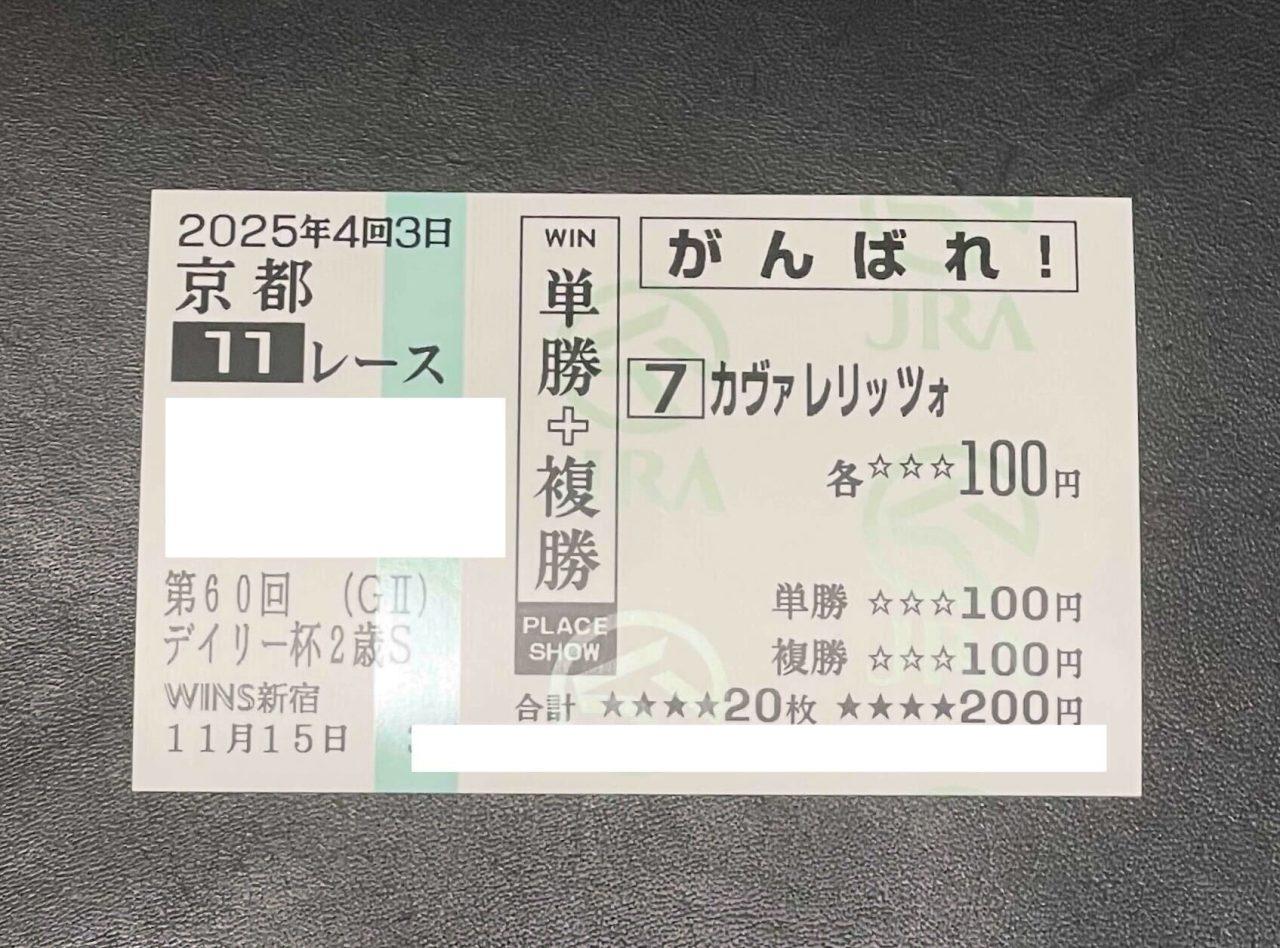 2025年4回3日
京都
11レース
第60回 (GⅡ)
デイリー杯2歳S
WINS新宿
11月15日
WIN
単勝+複勝
PLACE
SHOW
がんばれ!
7 カヴァレリッツォ
各☆☆☆100円
単勝 ☆☆☆100円
複勝 ☆☆☆100円
合計 ★★★★20枚 ★★★★200円
JRA
JRA
JRA